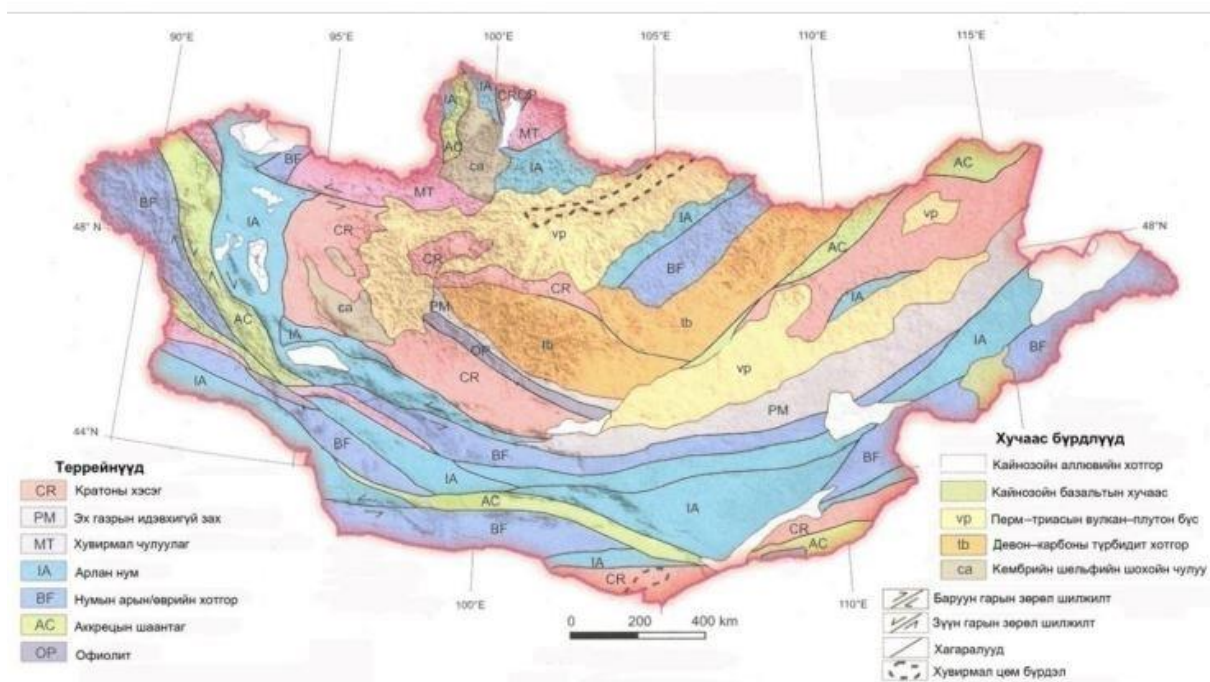 90°E
95°E
100°E
105°E
110°E
115°E
IA
IA
CR
OP
MT
AC
AC
ca
IA
BF
MT
BF
IA
IA
vp
48° N
CR
vp
AC
BF
48° N
CR
PM
CR
IA
ca
tb
AC
IA
tb
IA
OP
BF
IA
CR
vp
PM
44°N
BF
BF
BF
IA
AC
IA
BF
CR
AC
IA
CR
100°E
110°E
0 200 400 km
Террейнүүд
CR Кратоны хэсэг
PM Эх газрын идэвхигүй зах
MT Хувирмал чулуулаг
IA Арлан нум
BF Нумын арын/өврийн хотгор
AC Аккрецын шаантаг
OP Офиолит
Хучаас бүрдлүүд
Кайнозойн аллювийн хотгор
Кайнозойн базальтын хучаас
vp Перм–триасын вулкан–плутон бүс
tb Девон–карбоны түрбидит хотгор
ca Кембрийн шельфийн шохойн чулуу
Баруун гарын зөрөл шилжилт
Зүүн гарын зөрөл шилжилт
Хагаралууд
Хувирмал цөм бүрдэл